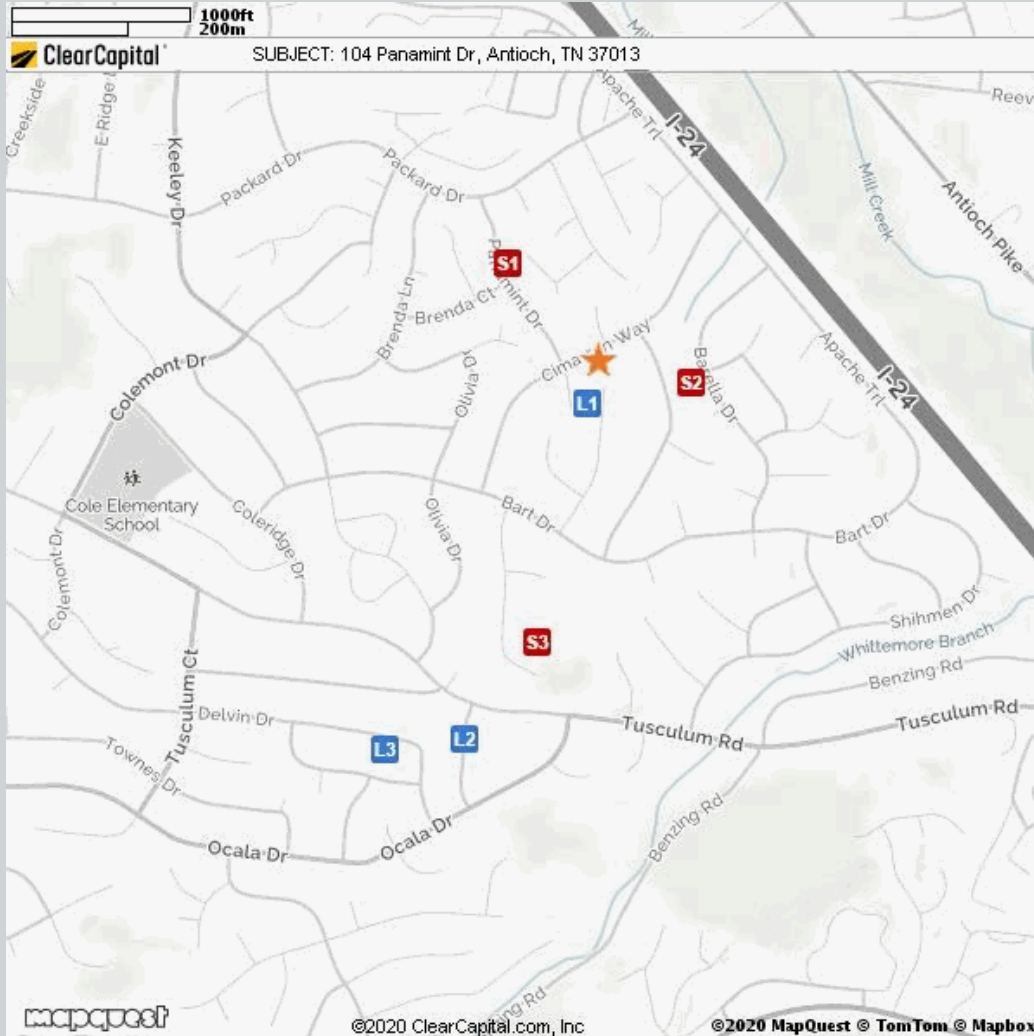 1000ft
200m
ClearCapital
SUBJECT: 104 Panamint Dr, Antioch, TN 37013
Creekside
E Ridge
Keeley Dr
Packard Dr
Packard Dr
Apache Trl
I-24
Mill Creek
Antioch Pike
S1
Brenda Ln
Brenda Ct
Cima
Way
S2
Barella Dr
Apache Trl
I-24
L1
Colemont Dr
Olivia Dr
Cole Elementary
School
Coleridge Dr
Olivia Dr
Bart Dr
Bart Dr
Colemont Dr
Shihmen Dr
Whittemore Branch
Benzing Rd
S3
Tusculum Ct
Delvin Dr
Tusculum Rd
Tusculum Rd
L3
L2
Townes Dr
Ocala Dr
Ocala Dr
Benzing Rd
mapquest
©2020 ClearCapital.com, Inc
©2020 MapQuest © TomTom © Mapbox